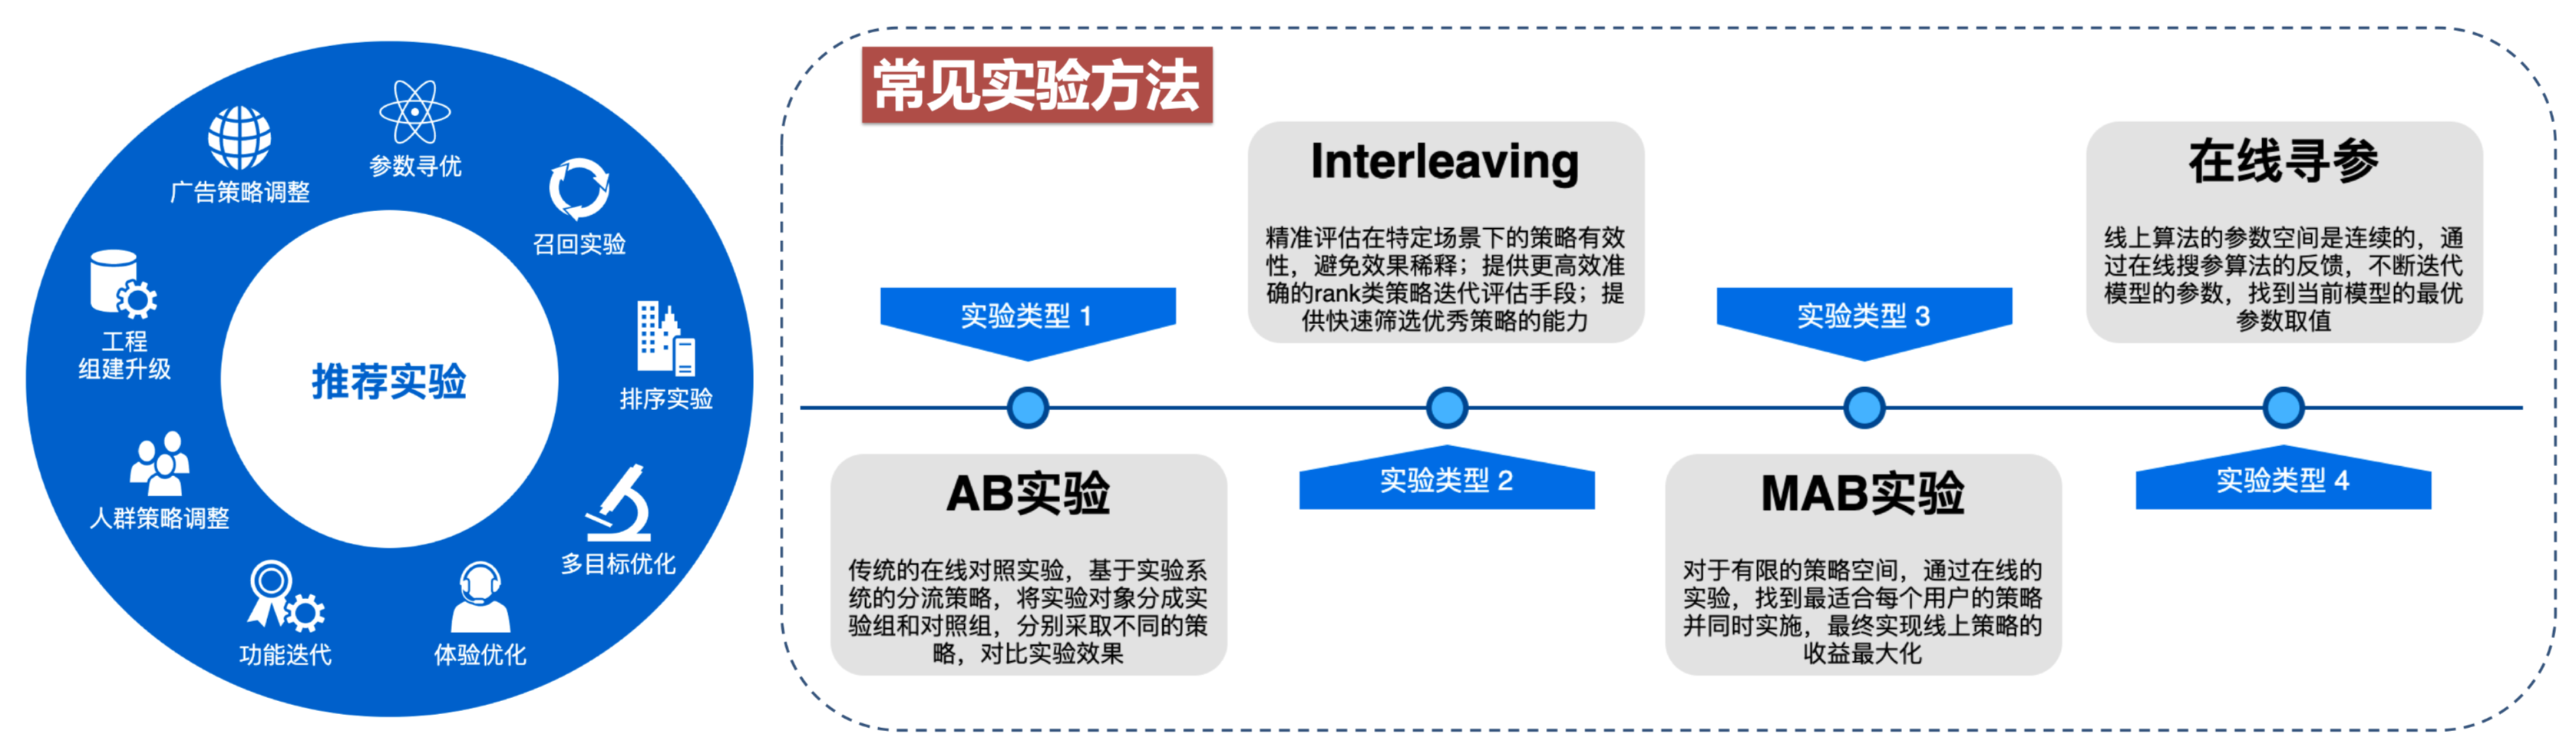 参数寻优
召回实验
排序实验
多目标优化
体验优化
功能迭代
人群策略调整
工程
组建升级
广告策略调整
推荐实验
常见实验方法
实验类型 1
AB实验
传统的在线对照实验，基于实验系
统的分流策略，将实验对象分成实
验组和对照组，分别采取不同的策
略，对比实验效果
Interleaving
精准评估在特定场景下的策略有效
性，避免效果稀释；提供更高效准
确的rank类策略迭代评估手段；提
供快速筛选优秀策略的能力
实验类型 2
实验类型 3
MAB实验
对于有限的策略空间，通过在线的
实验，找到最适合每个用户的策略
并同时实施，最终实现线上策略的
收益最大化
在线寻参
线上算法的参数空间是连续的，通
过在线搜参算法的反馈，不断迭代
模型的参数，找到当前模型的最优
参数取值
实验类型 4